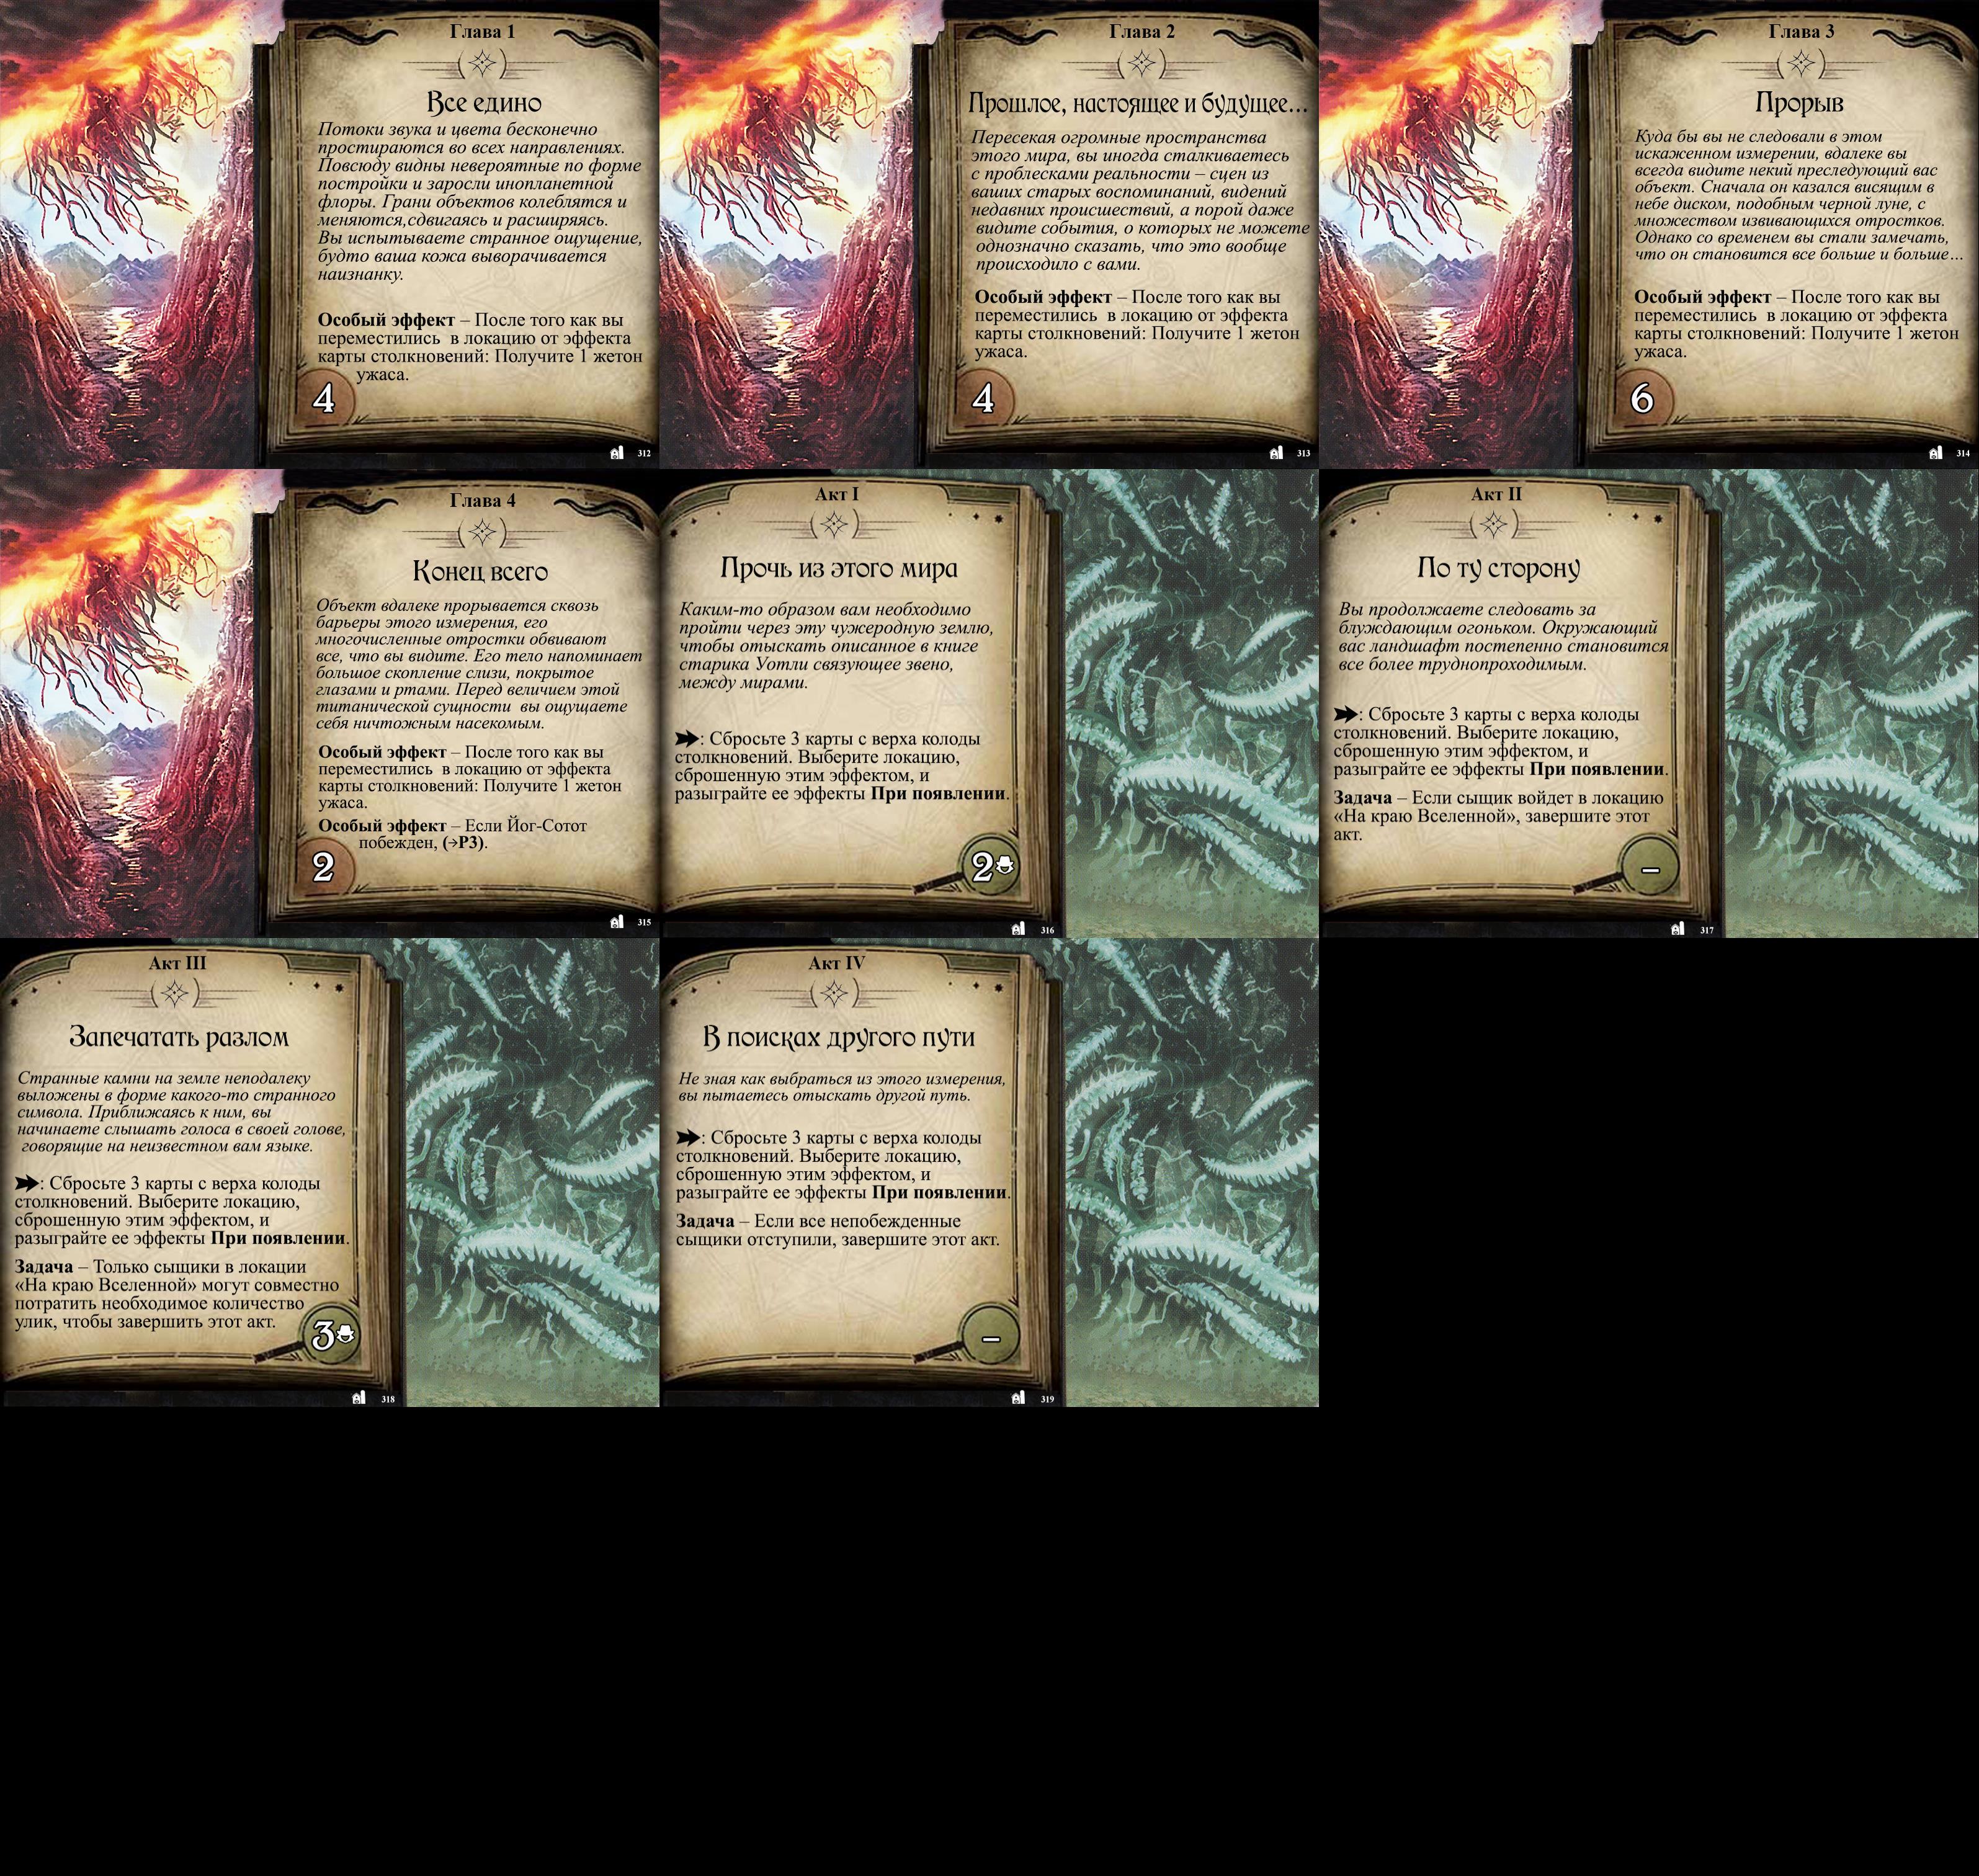 Глава 1
Все едино
Потоки звука и цвета бесконечно
простираются во всех направлениях.
Повсюду видны невероятные по форме
постройки и заросли инопланетной
флоры. Грани объектов колеблются и
меняются,сдвигаясь и расширяясь.
Вы испытываете странное ощущение,
будто ваша кожа выворачивается
наизнанку.
Особый эффект – После того как вы
переместились в локацию от эффекта
карты столкновений: Получите 1 жетон
ужаса.
4
312
Глава 2
Прошлое, настоящее и будущее...
Пересекая огромные пространства
этого мира, вы иногда сталкиваетесь
с проблесками реальности – сцен из
ваших старых воспоминаний, видений
недавних происшествий, а порой даже
видите события, о которых не можете
однозначно сказать, что это вообще
происходило с вами.
Особый эффект – После того как вы
переместились в локацию от эффекта
карты столкновений: Получите 1 жетон
ужаса.
4
313
Глава 3
Прорыв
Куда бы вы не следовали в этом
искаженном измерении, вдалеке вы
всегда видите некий преследующий вас
объект. Сначала он казался висящим в
небе диском, подобным черной луне, с
множеством извивающихся отростков.
Однако со временем вы стали замечать,
что он становится все больше и больше...
Особый эффект – После того как вы
переместились в локацию от эффекта
карты столкновений: Получите 1 жетон
ужаса.
6
314
Глава 4
Конец всего
Объект вдалеке прорывается сквозь
барьеры этого измерения, его
многочисленные отростки обвивают
все, что вы видите. Его тело напоминает
большое скопление слизи, покрытое
глазами и ртами. Перед величием этой
титанической сущности вы ощущаете
себя ничтожным насекомым.
Особый эффект – После того как вы
переместились в локацию от эффекта
карты столкновений: Получите 1 жетон
ужаса.
Особый эффект – Если Йог-Сотот
побежден, (→Р3).
2
315
Акт I
Прочь из этого мира
Каким-то образом вам необходимо
пройти через эту чужеродную землю,
чтобы отыскать описанное в книге
старика Уотли связующее звено,
между мирами.
: Сбросьте 3 карты с верха колоды
столкновений. Выберите локацию,
сброшенную этим эффектом, и
разыграйте ее эффекты При появлении.
2
316
Акт II
По ту сторону
Вы продолжаете следовать за
блуждающим огоньком. Окружающий
вас ландшафт постепенно становится
все более труднопроходимым.
: Сбросьте 3 карты с верха колоды
столкновений. Выберите локацию,
сброшенную этим эффектом, и
разыграйте ее эффекты При появлении.
Задача – Если сыщик войдет в локацию
«На краю Вселенной», завершите этот
акт.
–
317
Акт III
Запечатать разлом
Странные камни на земле неподалеку
выложены в форме какого-то странного
символа. Приближаясь к ним, вы
начинаете слышать голоса в своей голове,
говорящие на неизвестном вам языке.
: Сбросьте 3 карты с верха колоды
столкновений. Выберите локацию,
сброшенную этим эффектом, и
разыграйте ее эффекты При появлении.
Задача – Только сыщики в локации
«На краю Вселенной» могут совместно
потратить необходимое количество
улик, чтобы завершить этот акт.
3
318
Акт IV
В поисках другого пути
Не зная как выбраться из этого измерения,
вы пытаетесь отыскать другой путь.
: Сбросьте 3 карты с верха колоды
столкновений. Выберите локацию,
сброшенную этим эффектом, и
разыграйте ее эффекты При появлении.
Задача – Если все непобежденные
сыщики отступили, завершите этот акт.
–
319